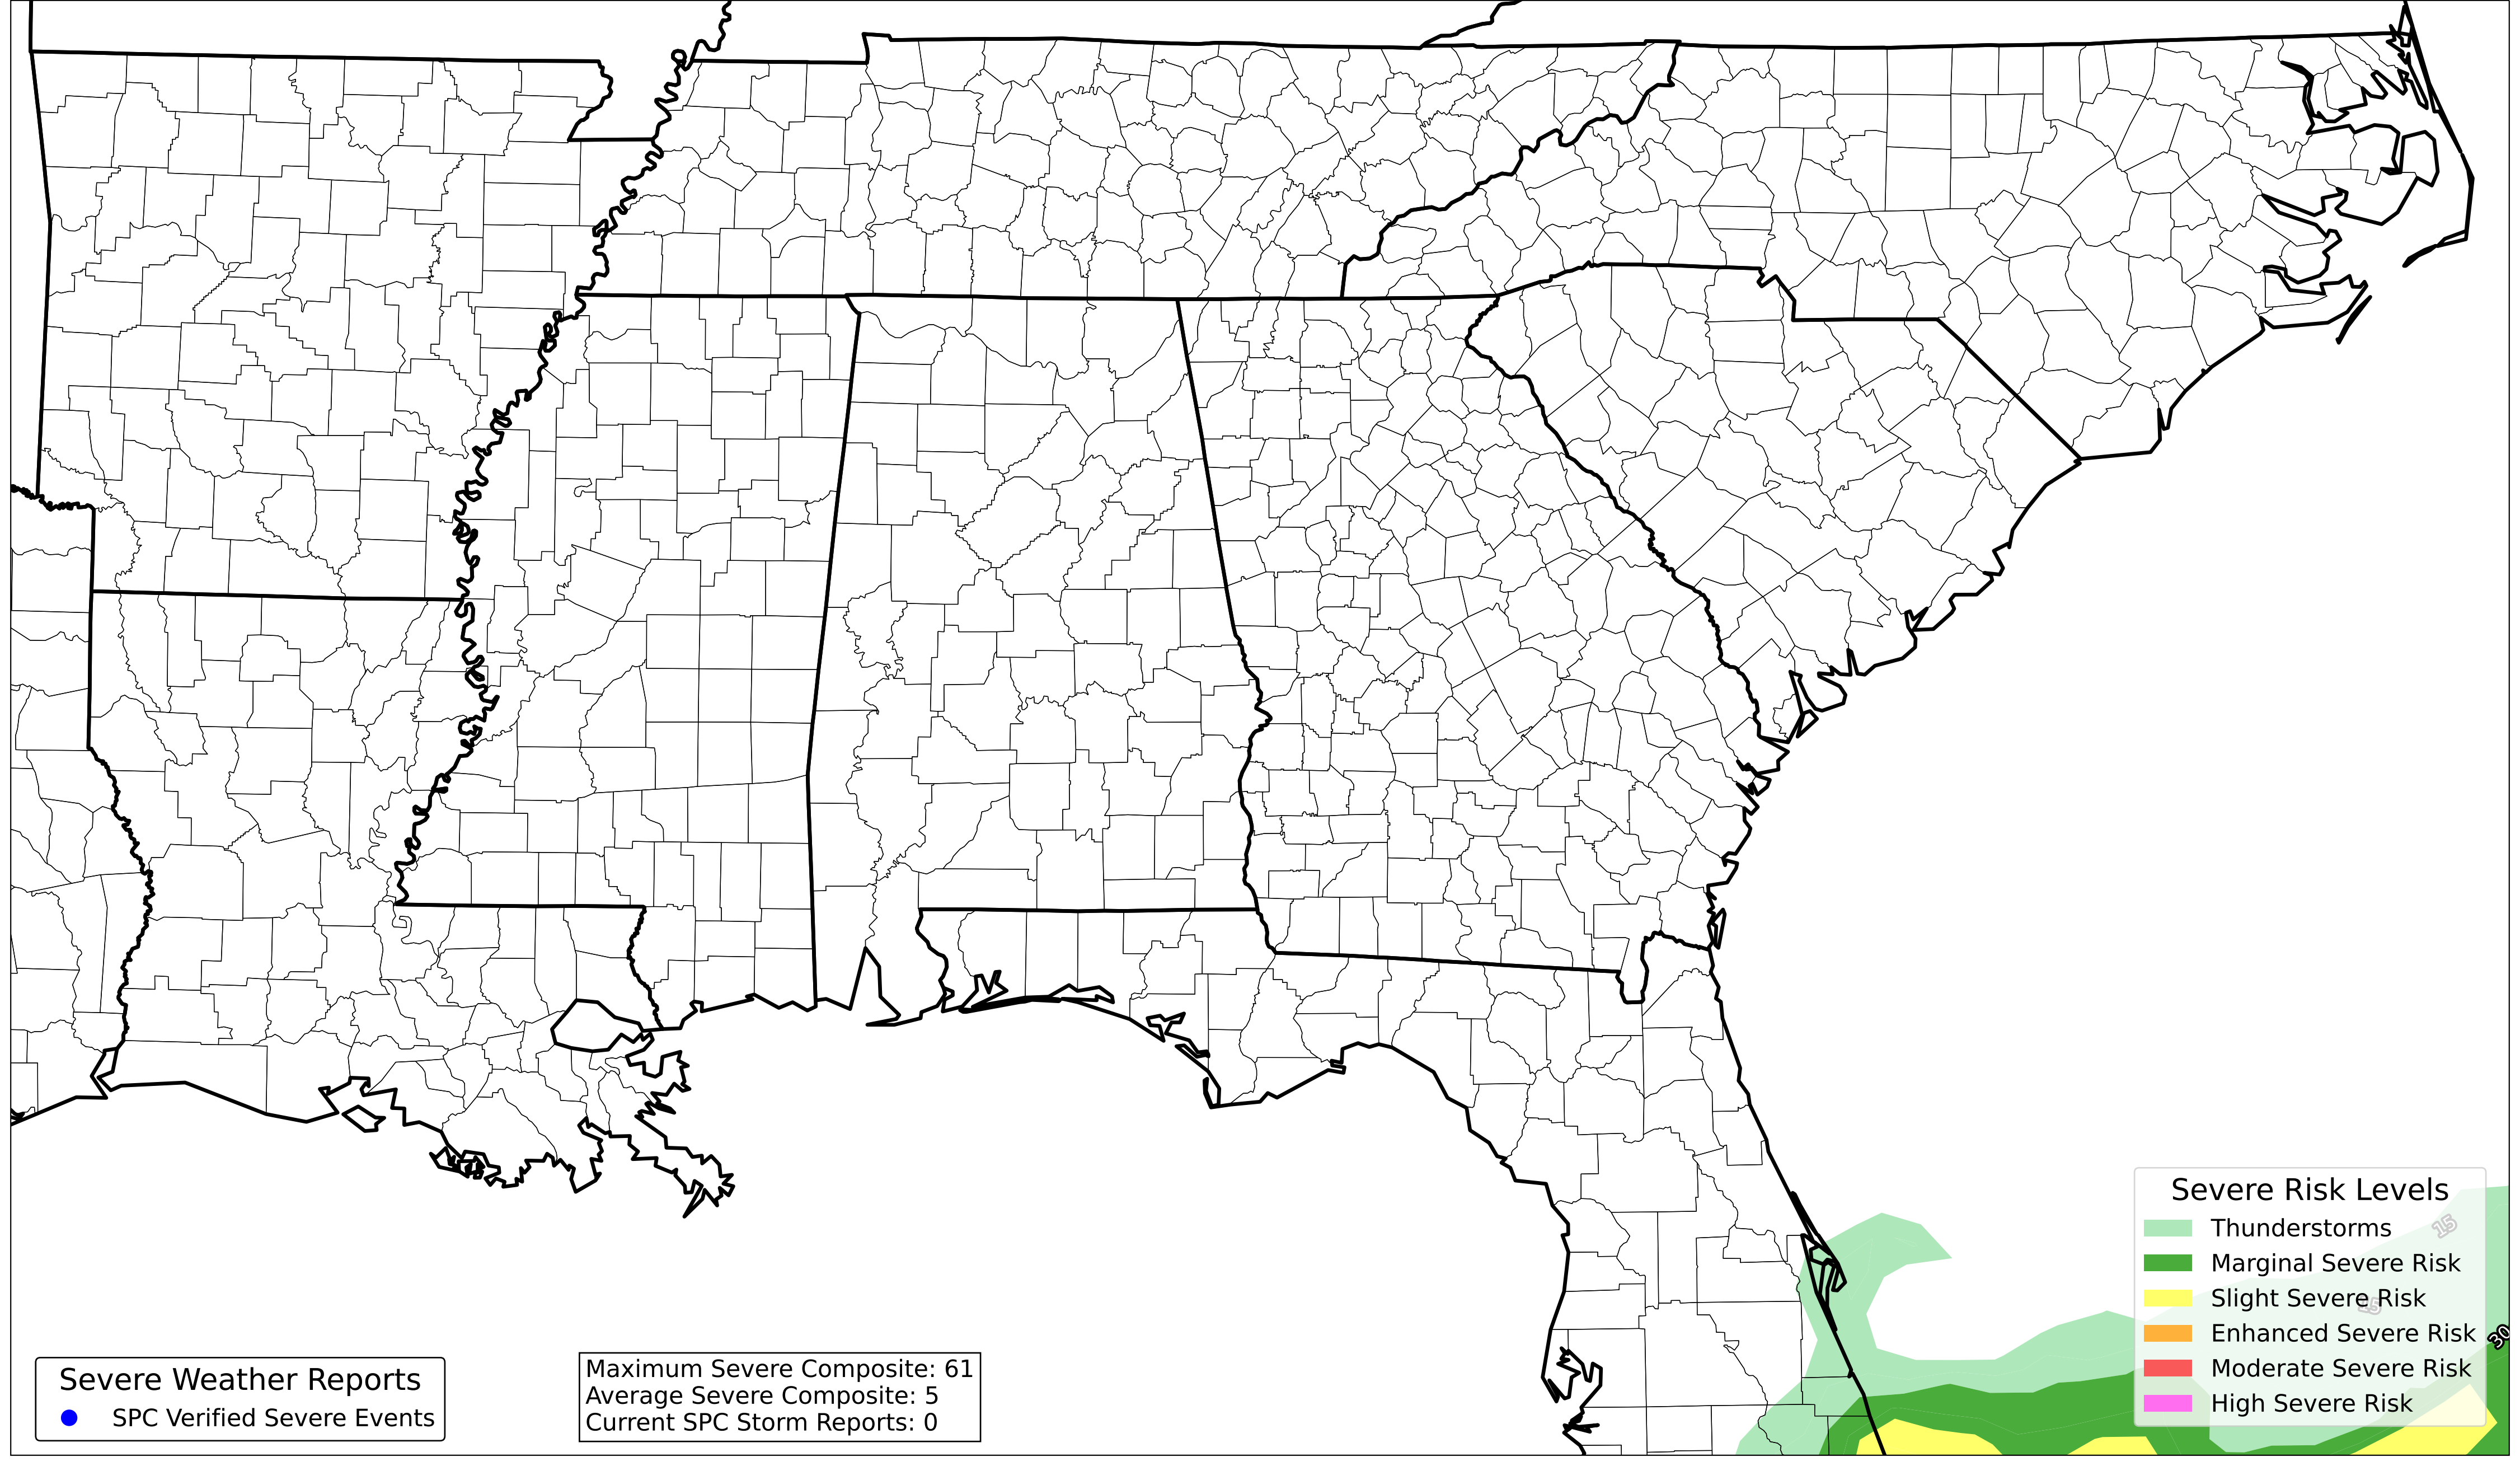 Severe Risk Levels
Thunderstorms
Marginal Severe Risk
Slight Severe Risk
Enhanced Severe Risk
Moderate Severe Risk
High Severe Risk
15
30
Severe Weather Reports
SPC Verified Severe Events
Maximum Severe Composite: 61
Average Severe Composite: 5
Current SPC Storm Reports: 0